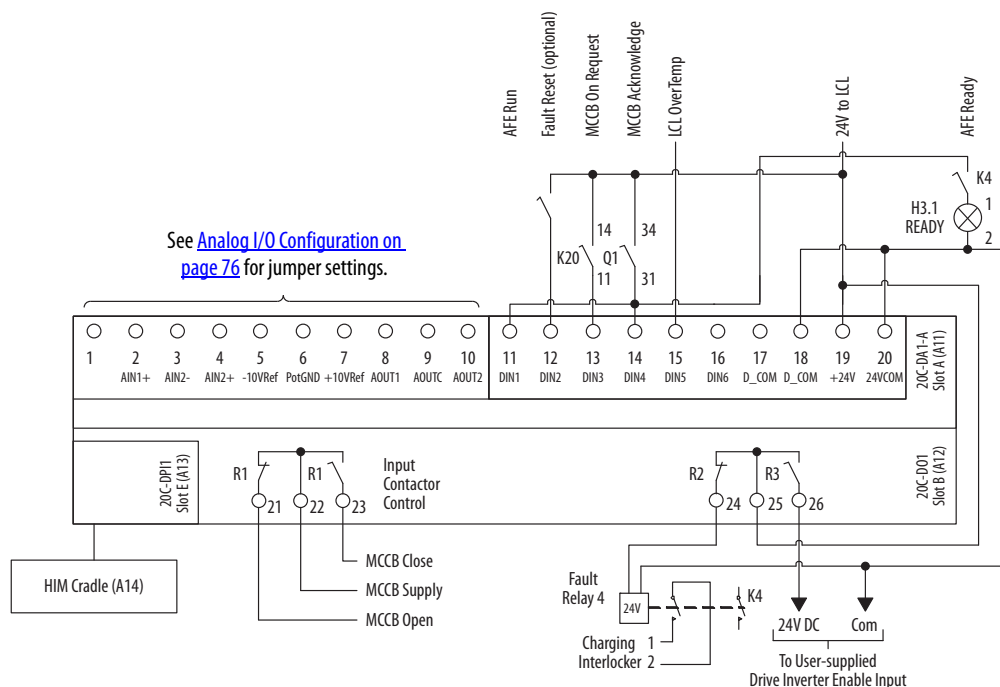 AFE Run
Fault Reset (optional)
MCCB On Request
MCCB Acknowledge
LCL OverTemp
24V to LCL
AFE Ready
K4
1
H3.1
READY
2
See Analog I/O Configuration on
page 76 for jumper settings.
14
34
K20
Q1
11
31
1
2
3
4
5
6
7
8
9
10
11
12
13
14
15
16
17
18
19
20
AIN1+
AIN2-
AIN2+
-10VRef
PotGND
+10VRef
AOUT1
AOUTC
AOUT2
DIN1
DIN2
DIN3
DIN4
DIN5
DIN6
D_COM
D_COM
+24V
24VCOM
20C-DA1-A
Slot A (A11)
20C-DPI1
Slot E (A13)
R1
R1
Input
Contactor
Control
21
22
23
R2
R3
24
25
26
20C-DO1
Slot B (A12)
HIM Cradle (A14)
MCCB Close
MCCB Supply
MCCB Open
Fault
Relay 4
24V
K4
Charging 1
Interlocker 2
24V DC
Com
To User-supplied
Drive Inverter Enable Input